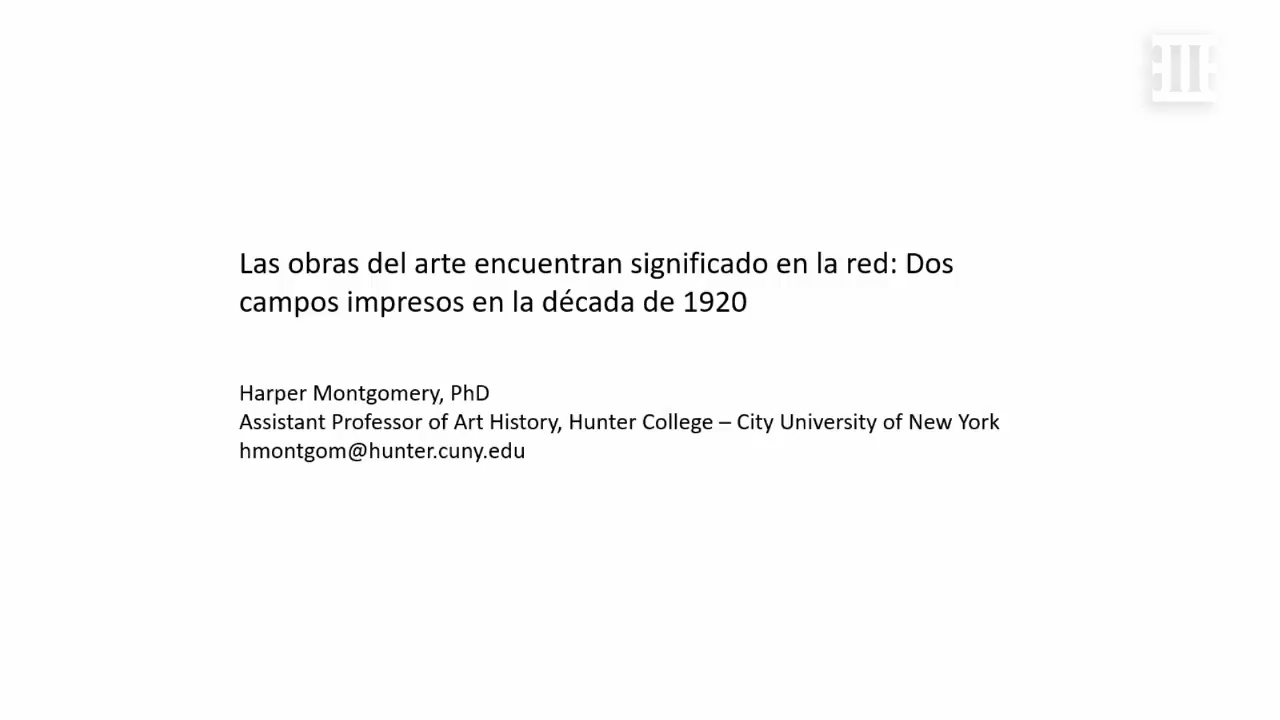 Las obras del arte encuentran significado en la red: Dos
campos impresos en la década de 1920
Harper Montgomery, PhD
Assistant Professor of Art History, Hunter College – City University of New York
hmontgom@hunter.cuny.edu